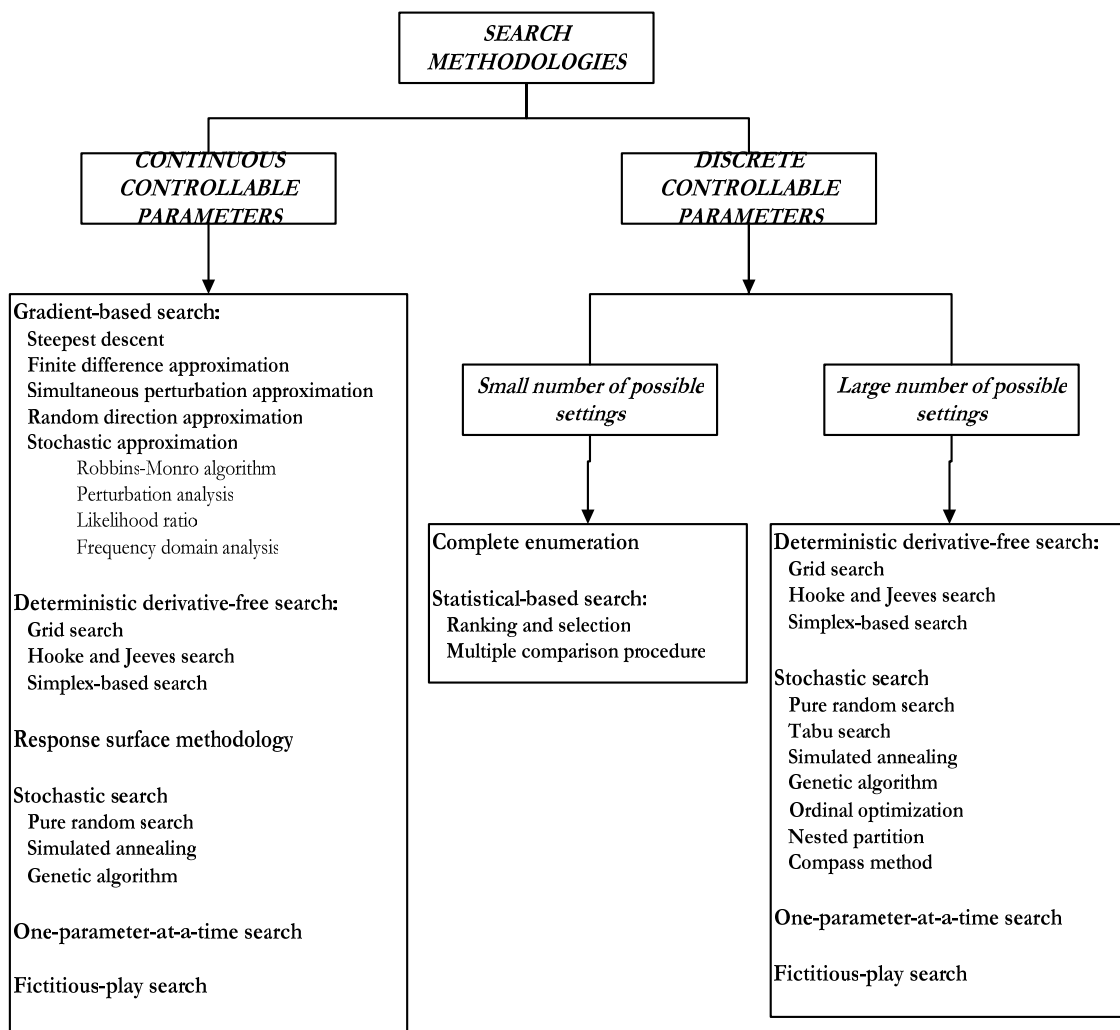 SEARCH
METHODOLOGIES
CONTINUOUS
CONTROLLABLE
PARAMETERS
DISCRETE
CONTROLLABLE
PARAMETERS
Gradient-based search:
Steepest descent
Finite difference approximation
Simultaneous perturbation approximation
Random direction approximation
Stochastic approximation
Robbins-Monro algorithm
Perturbation analysis
Likelihood ratio
Frequency domain analysis
Deterministic derivative-free search:
Grid search
Hooke and Jeeves search
Simplex-based search
Response surface methodology
Stochastic search
Pure random search
Simulated annealing
Genetic algorithm
One-parameter-at-a-time search
Fictitious-play search
Small number of possible
settings
Complete enumeration
Statistical-based search:
Ranking and selection
Multiple comparison procedure
Large number of possible
settings
Deterministic derivative-free search:
Grid search
Hooke and Jeeves search
Simplex-based search
Stochastic search
Pure random search
Tabu search
Simulated annealing
Genetic algorithm
Ordinal optimization
Nested partition
Compass method
One-parameter-at-a-time search
Fictitious-play search